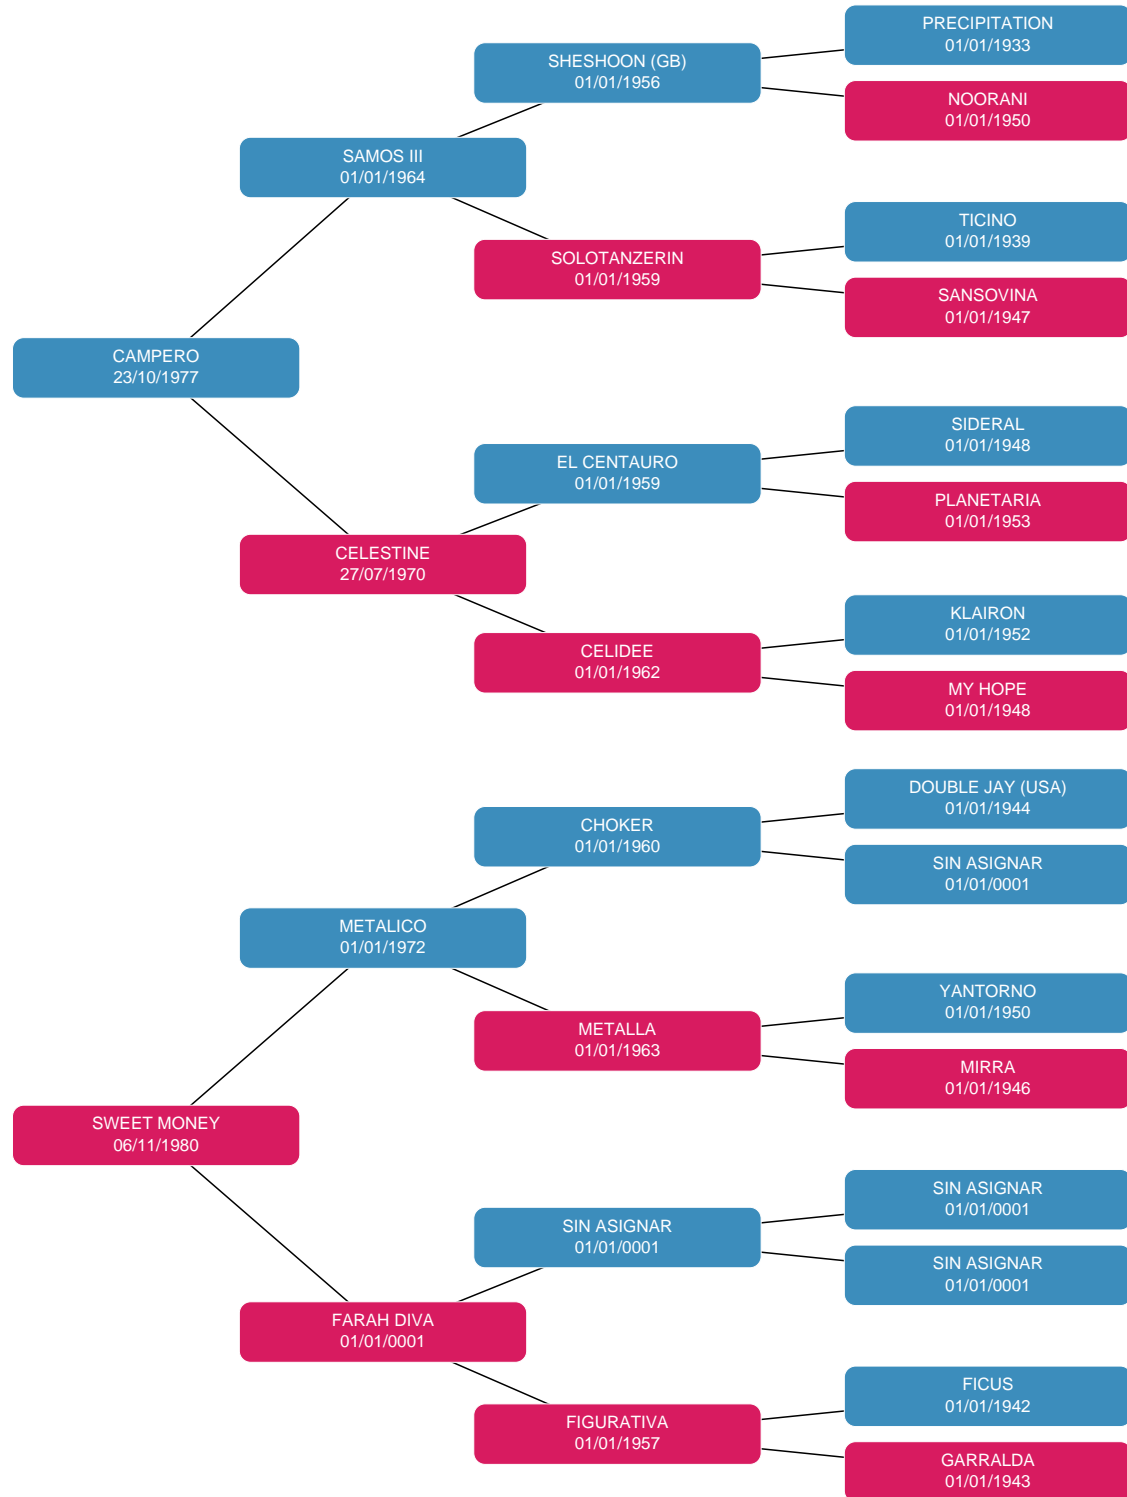 PRECIPITATION
01/01/1933
SHESHOON (GB)
01/01/1956
NOORANI
01/01/1950
SAMOS III
01/01/1964
TICINO
01/01/1939
SOLOTANZERIN
01/01/1959
SANSOVINA
01/01/1947
CAMPERO
23/10/1977
SIDERAL
01/01/1948
EL CENTAURO
01/01/1959
PLANETARIA
01/01/1953
CELESTINE
27/07/1970
KLAIRON
01/01/1952
CELIDEE
01/01/1962
MY HOPE
01/01/1948
DOUBLE JAY (USA)
01/01/1944
CHOKER
01/01/1960
SIN ASIGNAR
01/01/0001
METALICO
01/01/1972
YANTORNO
01/01/1950
METALLA
01/01/1963
MIRRA
01/01/1946
SWEET MONEY
06/11/1980
SIN ASIGNAR
01/01/0001
SIN ASIGNAR
01/01/0001
SIN ASIGNAR
01/01/0001
FARAH DIVA
01/01/0001
FICUS
01/01/1942
FIGURATIVA
01/01/1957
GARRALDA
01/01/1943